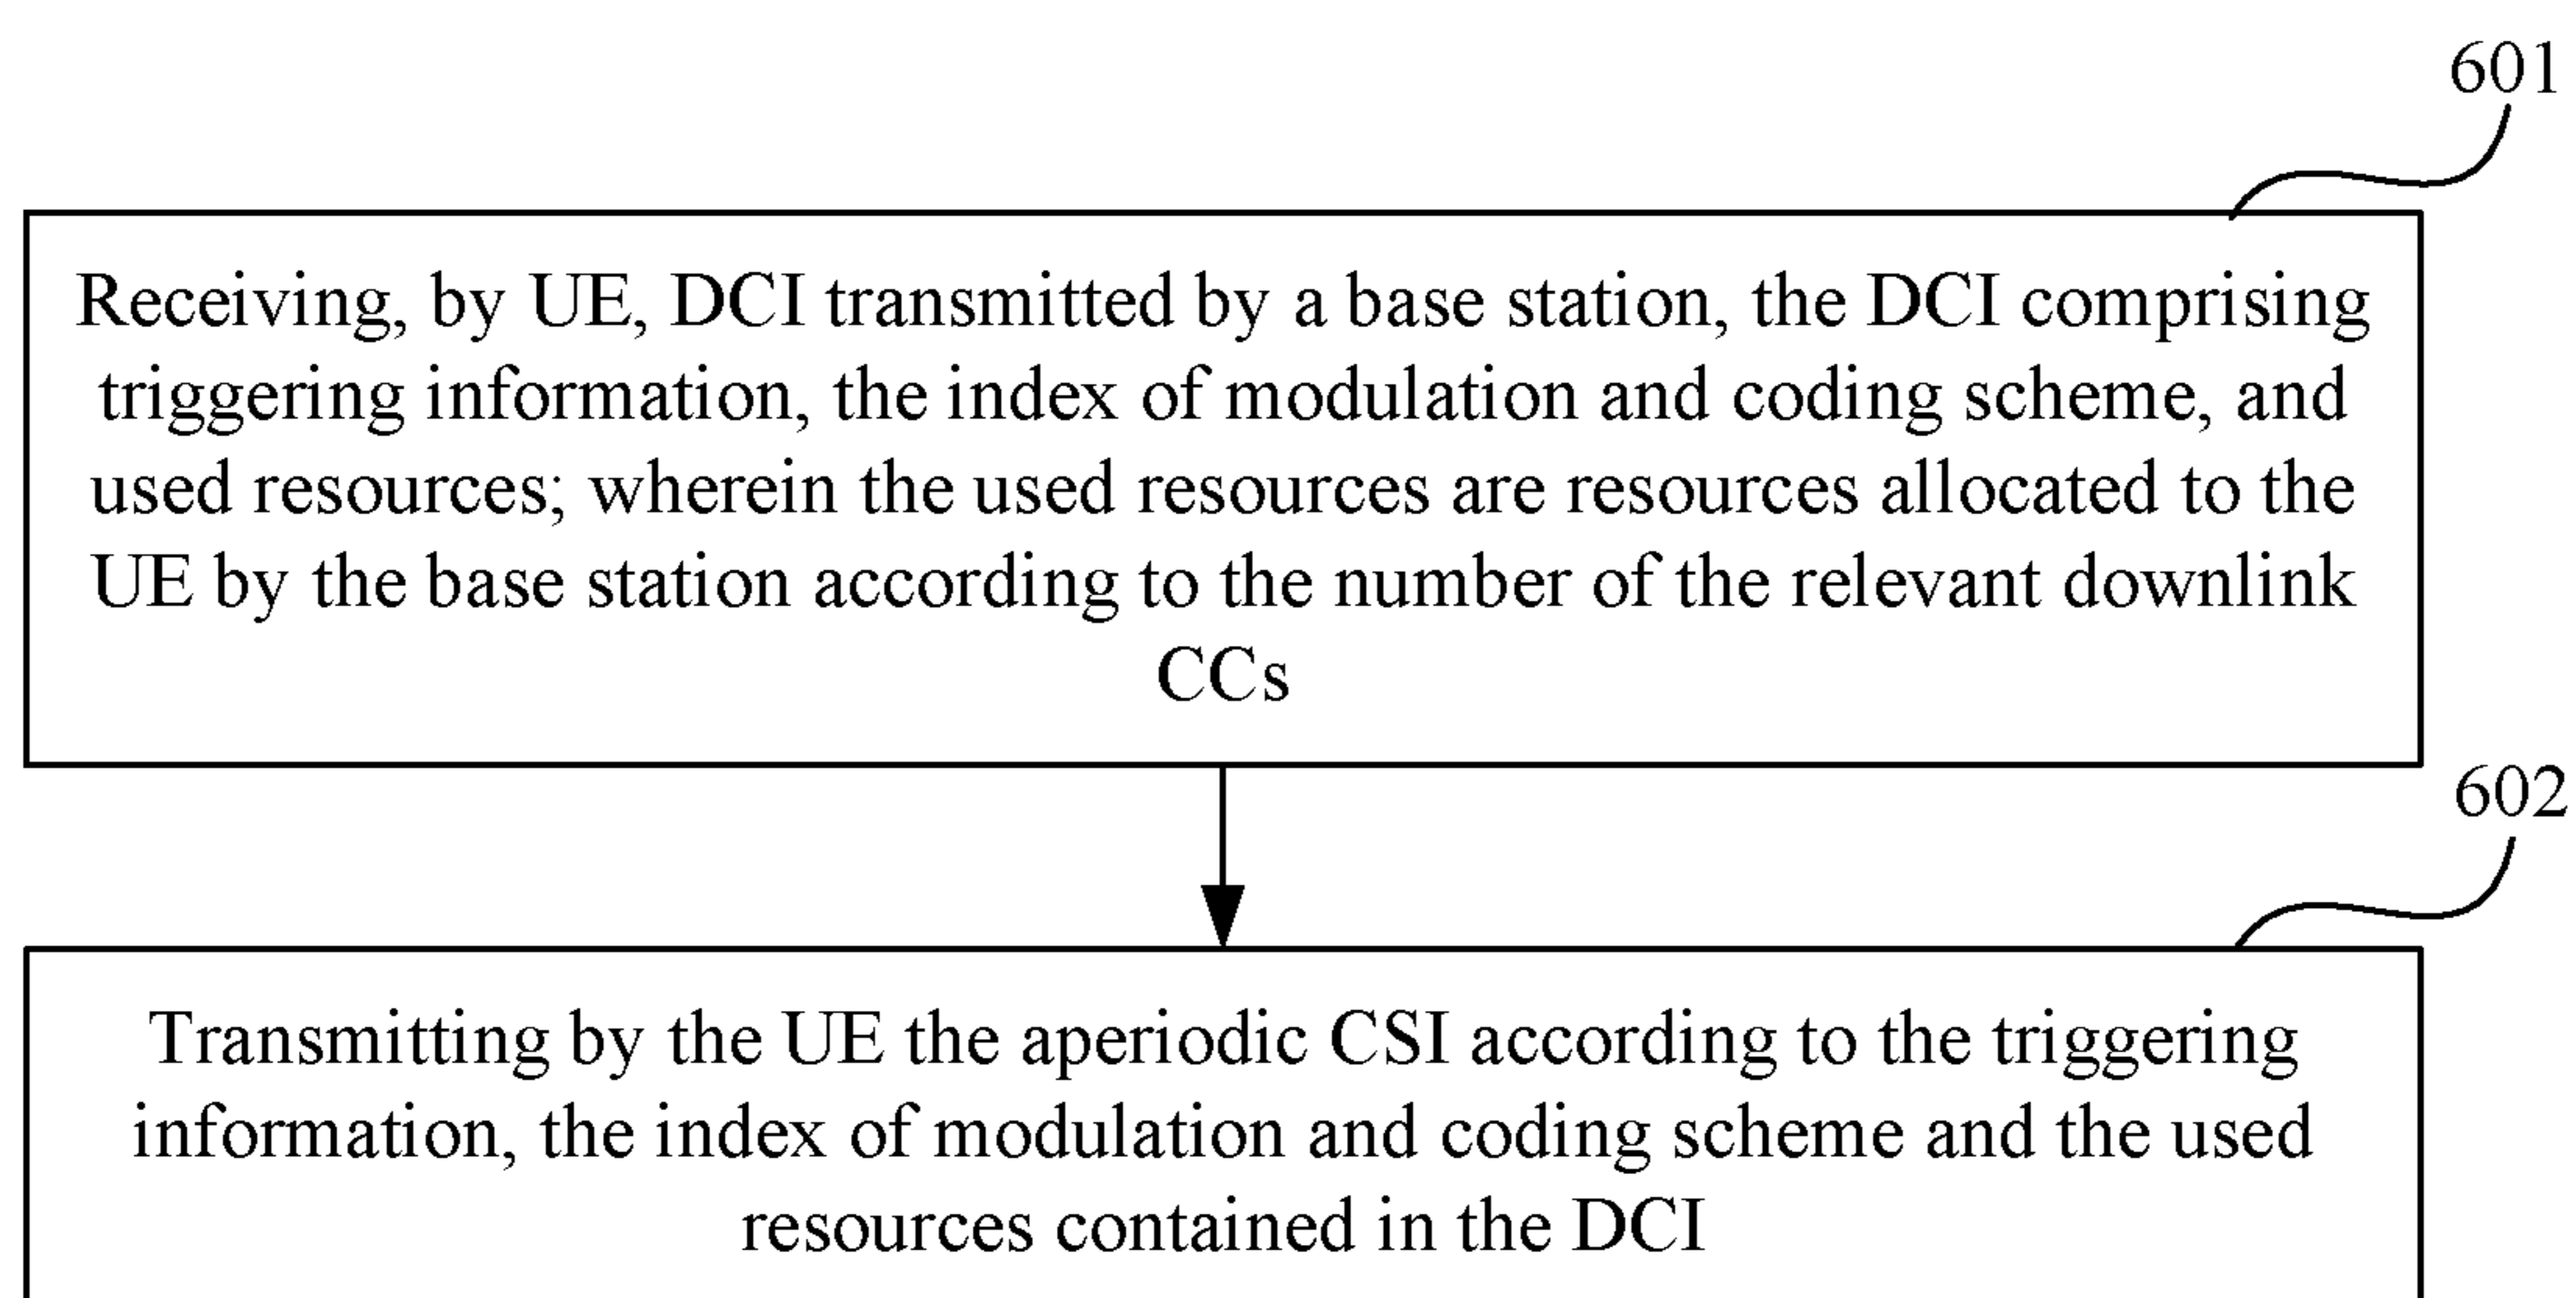 601
Receiving, by UE, DCI transmitted by a base station, the DCI comprising
triggering information, the index of modulation and coding scheme, and
used resources; wherein the used resources are resources allocated to the
UE by the base station according to the number of the relevant downlink
CCs
602
Transmitting by the UE the aperiodic CSI according to the triggering
information, the index of modulation and coding scheme and the used
resources contained in the DCI